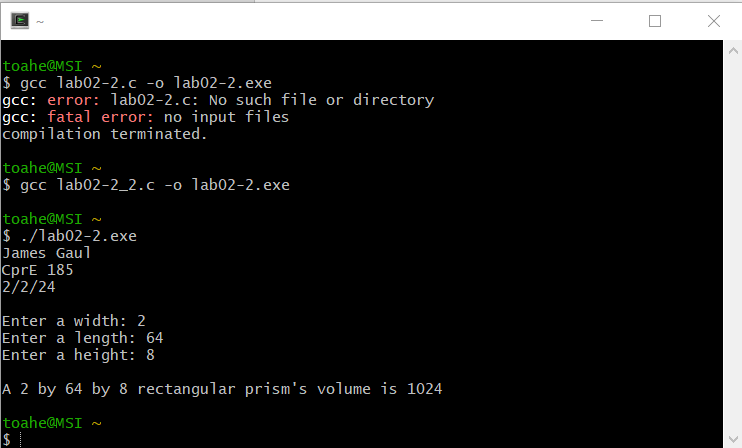 ~
toahe@MSI ~
$ gcc lab02-2.c -o lab02-2.exe
gcc: error: lab02-2.c: No such file or directory
gcc: fatal error: no input files
compilation terminated.
toahe@MSI ~
$ gcc lab02-2_2.c -o lab02-2.exe
toahe@MSI ~
$ ./lab02-2.exe
James Gaul
CprE 185
2/2/24
Enter a width: 2
Enter a length: 64
Enter a height: 8
A 2 by 64 by 8 rectangular prism's volume is 1024
toahe@MSI ~
$